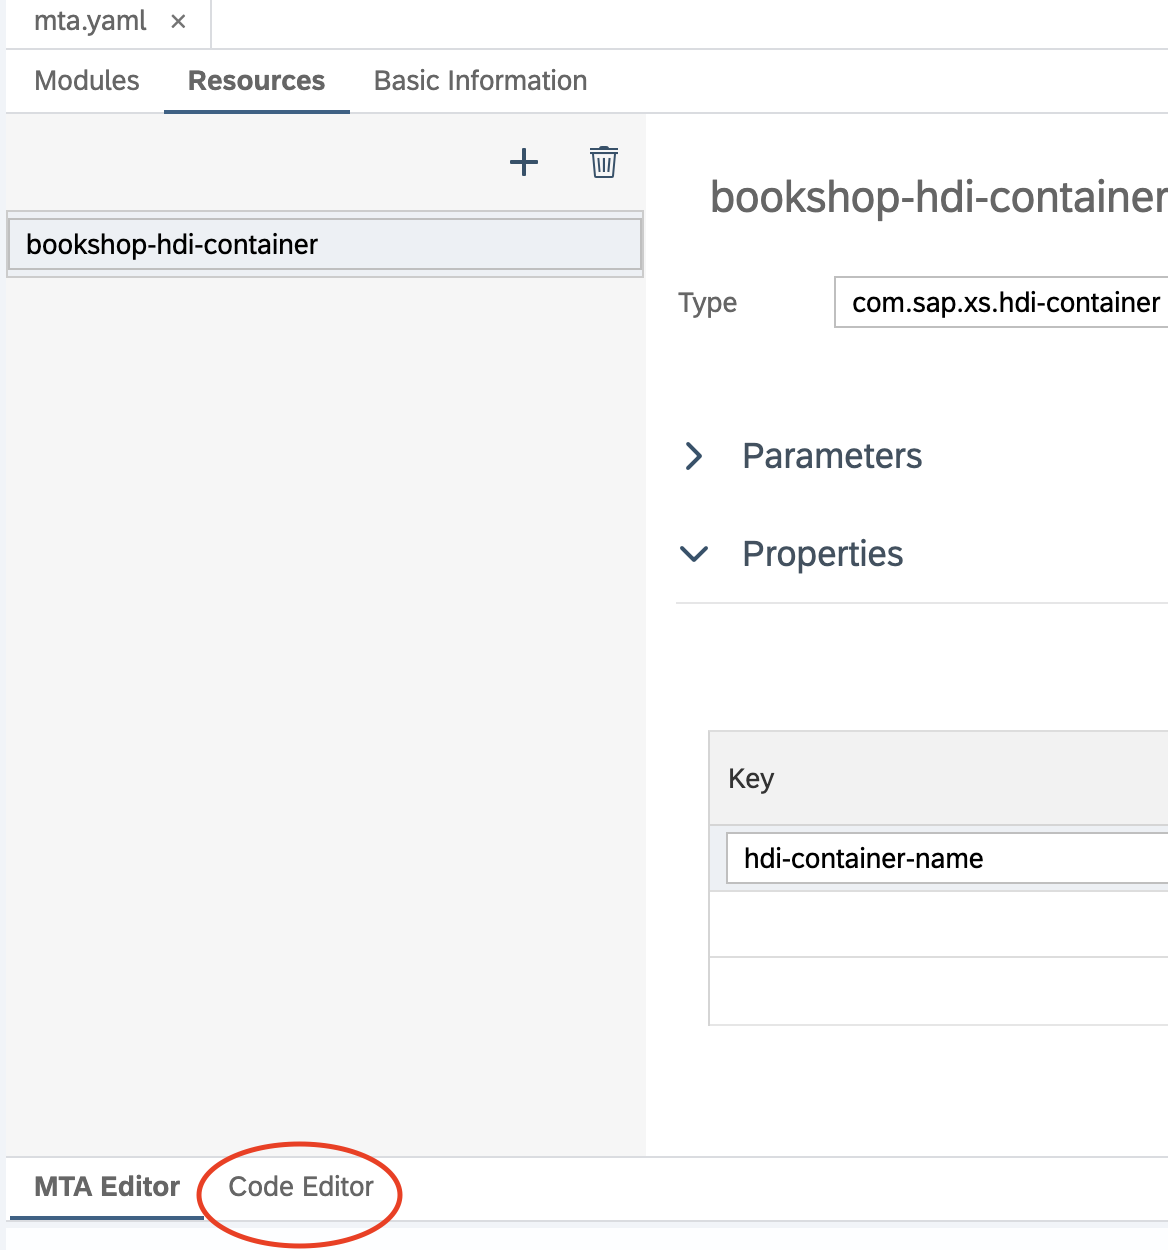 mta.yaml ×
Modules Resources Basic Information
bookshop-hdi-container
bookshop-hdi-container
Type com.sap.xs.hdi-container
Parameters
Properties
Key
hdi-container-name
MTA Editor Code Editor